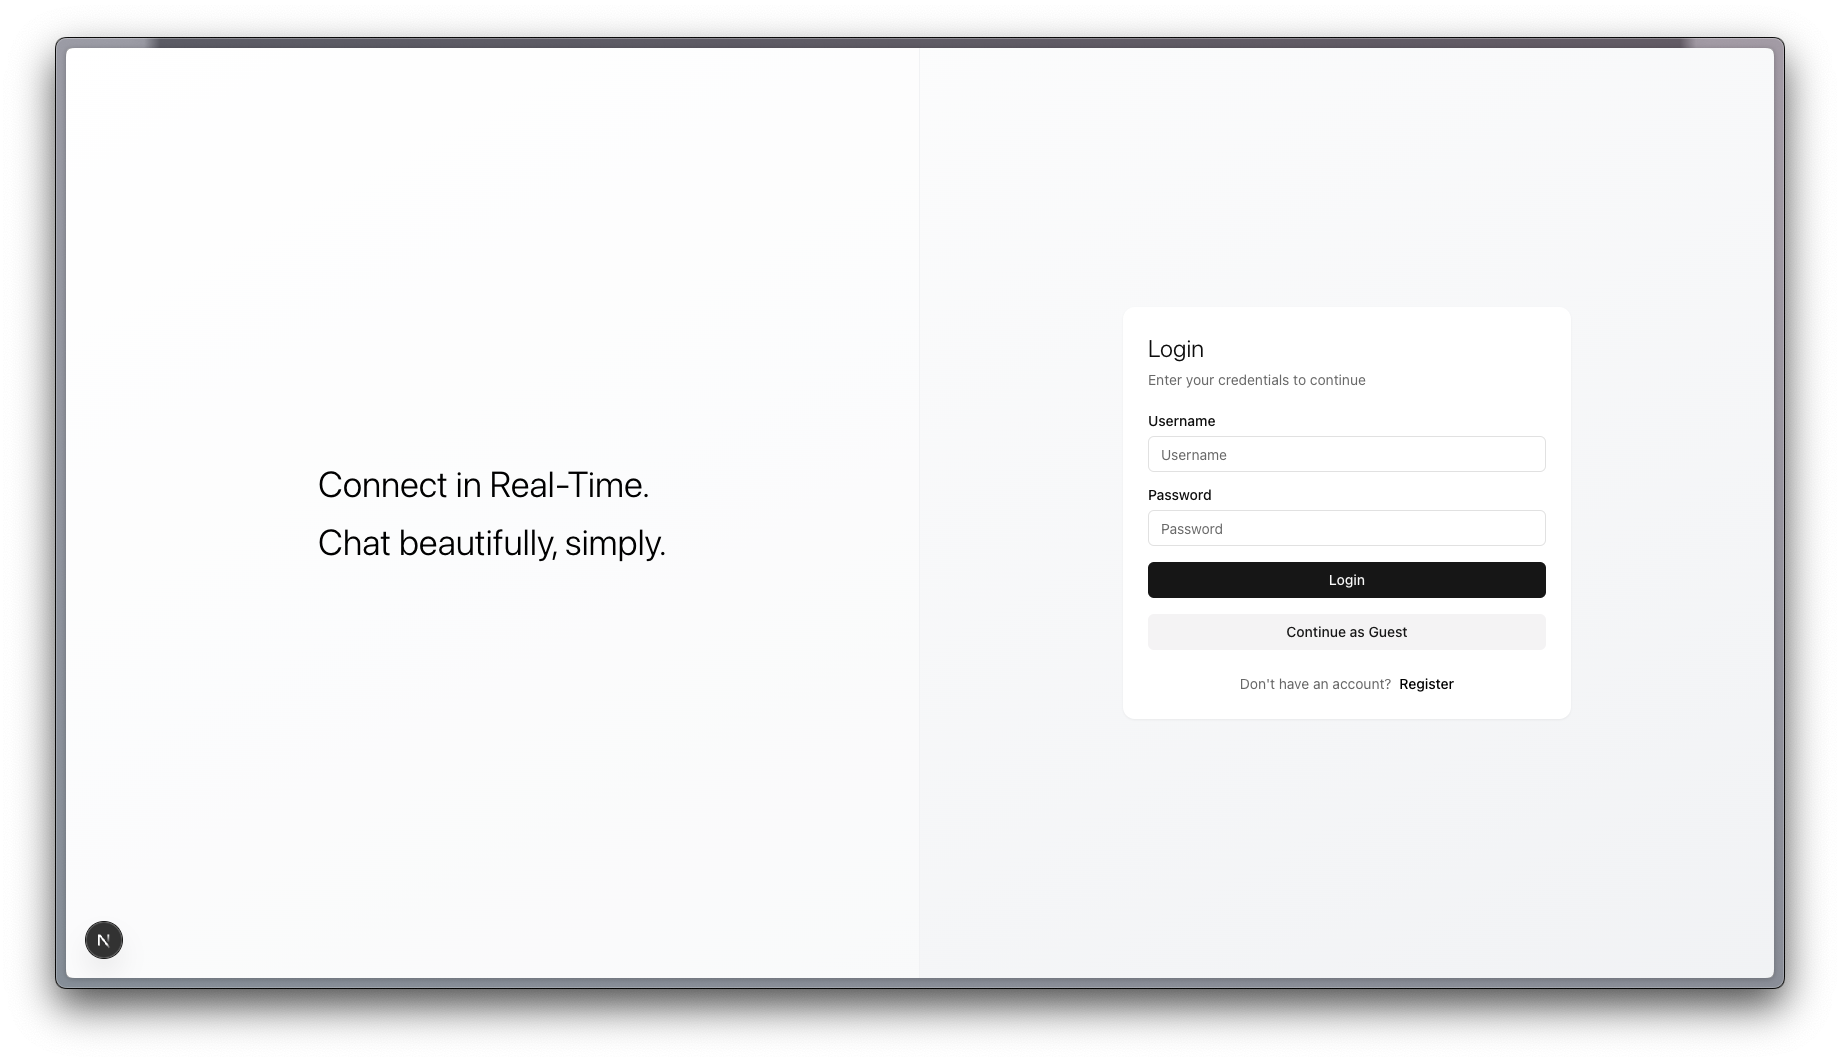 Connect in Real-Time.
Chat beautifully, simply.
Login
Enter your credentials to continue
Username
Username
Password
Password
Login
Continue as Guest
Don't have an account? Register
N